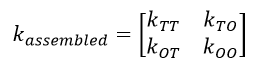 k_assembled = [k_TT k_TO
k_OT k_OO]